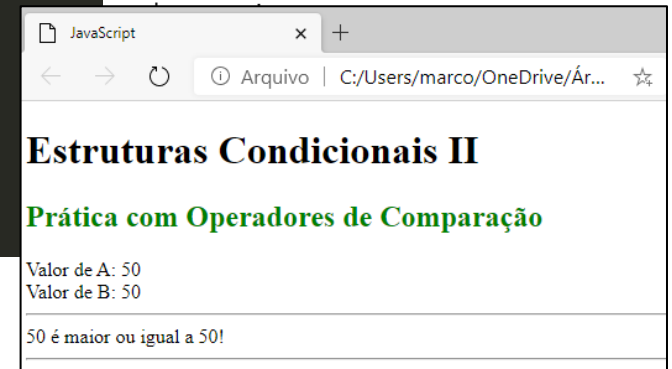 JavaScript
Arquivo | C:/Users/marco/OneDrive/Ár...
Estruturas Condicionais II
Prática com Operadores de Comparação
Valor de A: 50
Valor de B: 50
50 é maior ou igual a 50!